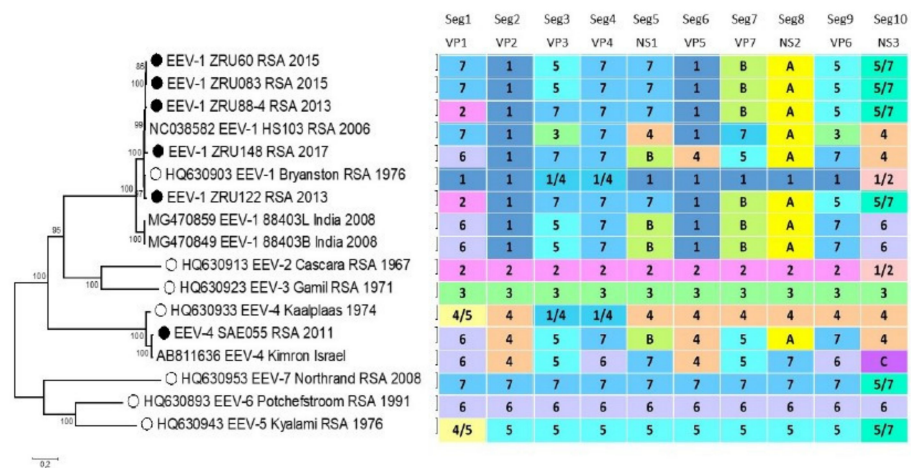 Seg1 Seg2 Seg3 Seg4 Seg5 Seg6 Seg7 Seg8 Seg9 Seg10
VP1 VP2 VP3 VP4 NS1 VP5 VP7 NS2 VP6 NS3
EEV-1 ZRU60 RSA 2015 7 1 5 7 7 1 B A 5 5/7
EEV-1 ZRU083 RSA 2015 7 1 5 7 7 1 B A 5 5/7
EEV-1 ZRU88-4 RSA 2013 2 1 7 7 7 1 B A 5 5/7
NC038582 EEV-1 HS103 RSA 2006 7 1 3 7 4 1 7 A 3 4
EEV-1 ZRU148 RSA 2017 6 1 7 7 B 4 5 A 7 4
HQ630903 EEV-1 Bryanston RSA 1976 1 1 1/4 1/4 1 1 1 1 1 1/2
EEV-1 ZRU122 RSA 2013 2 1 7 7 7 1 B A 5 5/7
MG470859 EEV-1 88403L India 2008 6 1 5 7 B 1 B A 7 6
MG470849 EEV-1 88403B India 2008 6 1 5 7 B 1 B A 7 6
HQ630913 EEV-2 Cascara RSA 1967 2 2 2 2 2 2 2 2 2 1/2
HQ630923 EEV-3 Gamil RSA 1971 3 3 3 3 3 3 3 3 3 3
HQ630933 EEV-4 Kaalplaas 1974 4/5 4 1/4 1/4 4 4 4 4 4 4
EEV-4 SAE055 RSA 2011 6 4 5 7 B 4 5 A 7 4
AB811636 EEV-4 Kimron Israel 6 4 5 6 7 4 5 7 6 C
HQ630953 EEV-7 Northrand RSA 2008 7 7 7 7 7 7 7 7 7 5/7
HQ630893 EEV-6 Potchefstroom RSA 1991 6 6 6 6 6 6 6 6 6 6
HQ630943 EEV-5 Kyalami RSA 1976 4/5 5 5 5 5 5 5 5 5 5/7
100
99
100
95
100
100
100
100
100
100
0,2